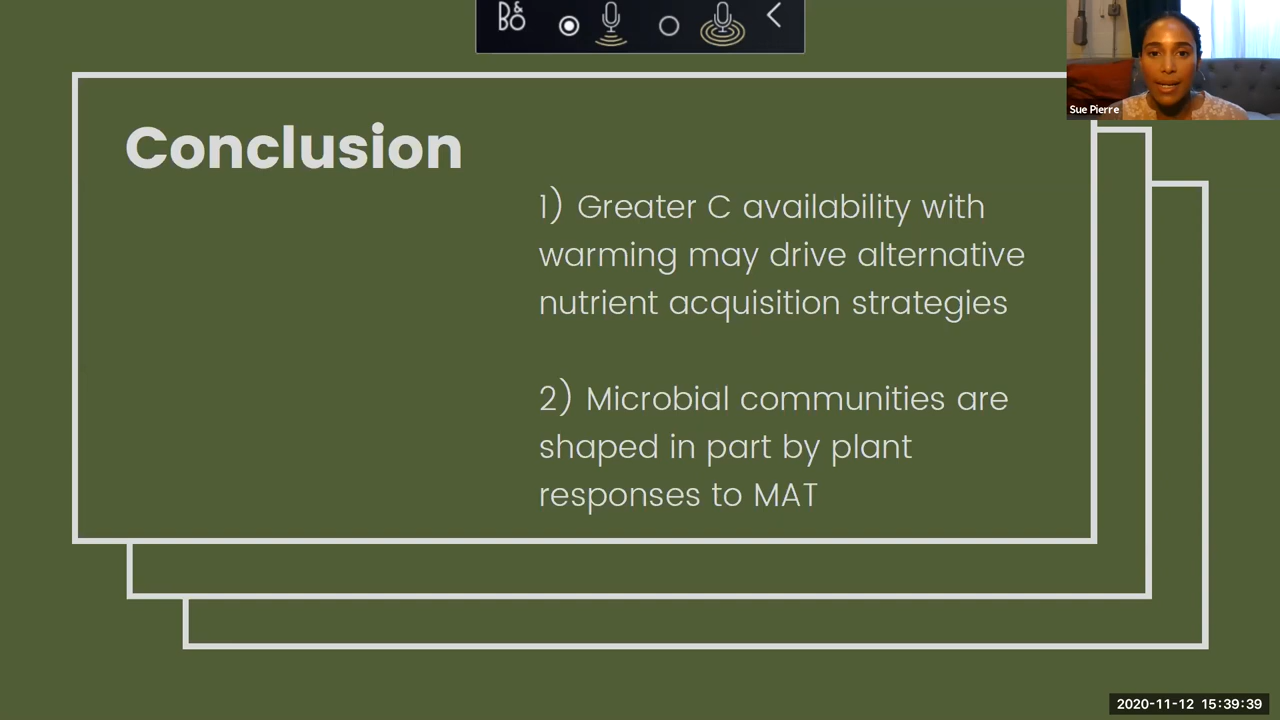 B&O
Sue Pierre
Conclusion
1) Greater C availability with
warming may drive alternative
nutrient acquisition strategies
2) Microbial communities are
shaped in part by plant
responses to MAT
2020-11-12 15:39:39